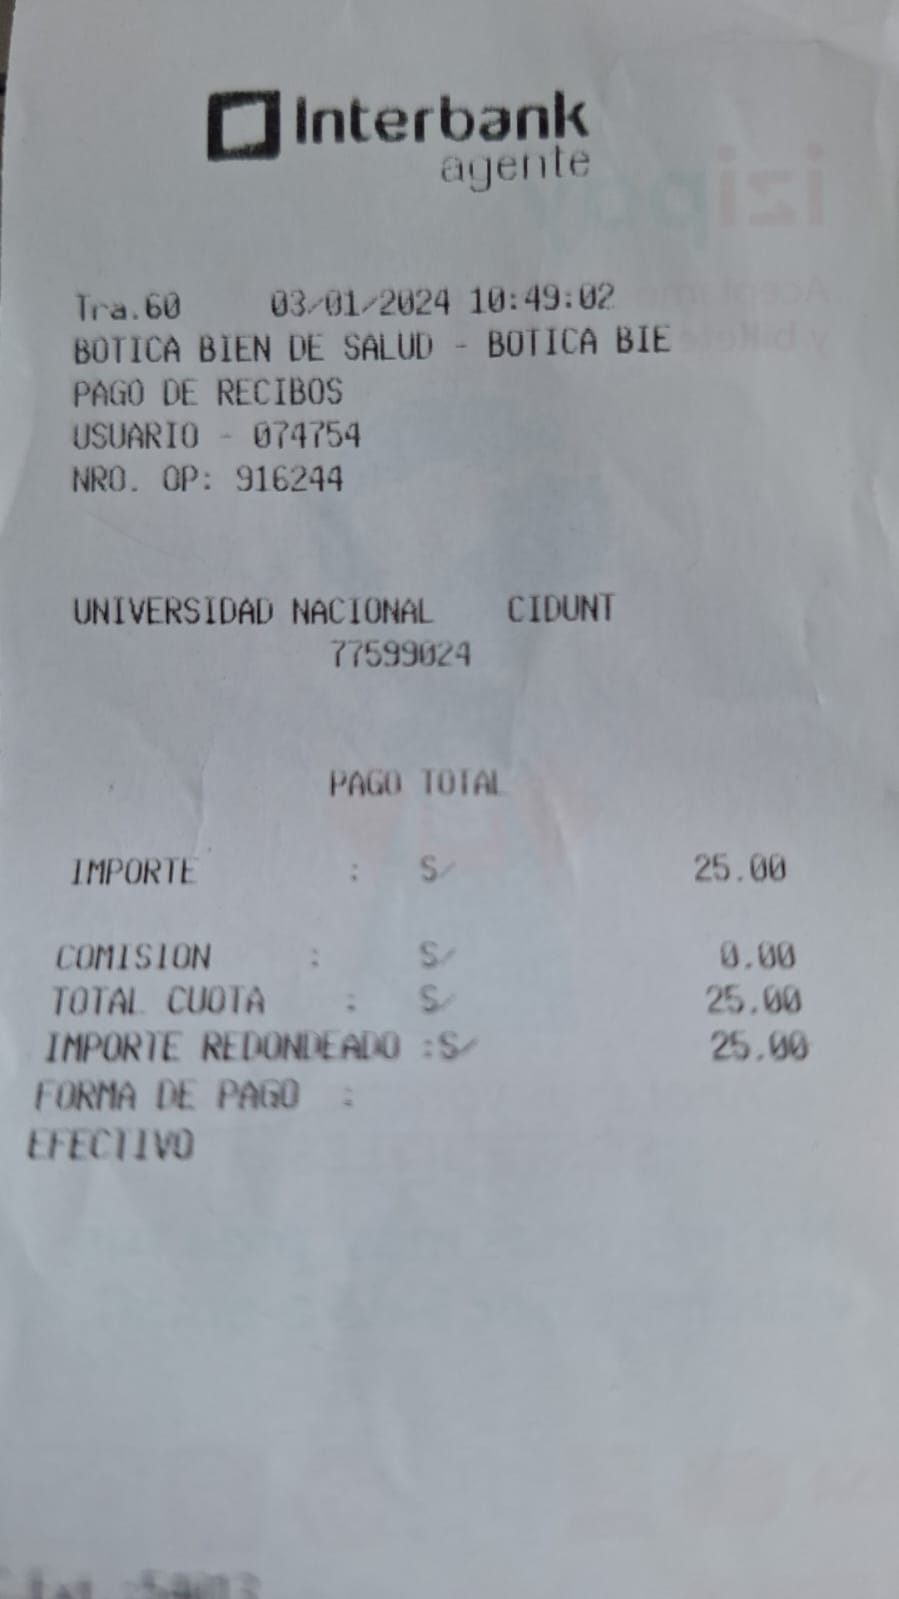 Interbank
agente
izipay
Tra.60 03/01/2024 10:49:02
BOTICA BIEN DE SALUD - BOTICA BIE
PAGO DE RECIBOS
USUARIO - 074754
NRO. OP: 916244
UNIVERSIDAD NACIONAL CIDUNT
77599024
PAGO TOTAL
IMPORTE : S/ 25.00
COMISION : S/ 0.00
TOTAL CUOTA : S/ 25.00
IMPORTE REDONDEADO :S/ 25.00
FORMA DE PAGO :
EFECTIVO